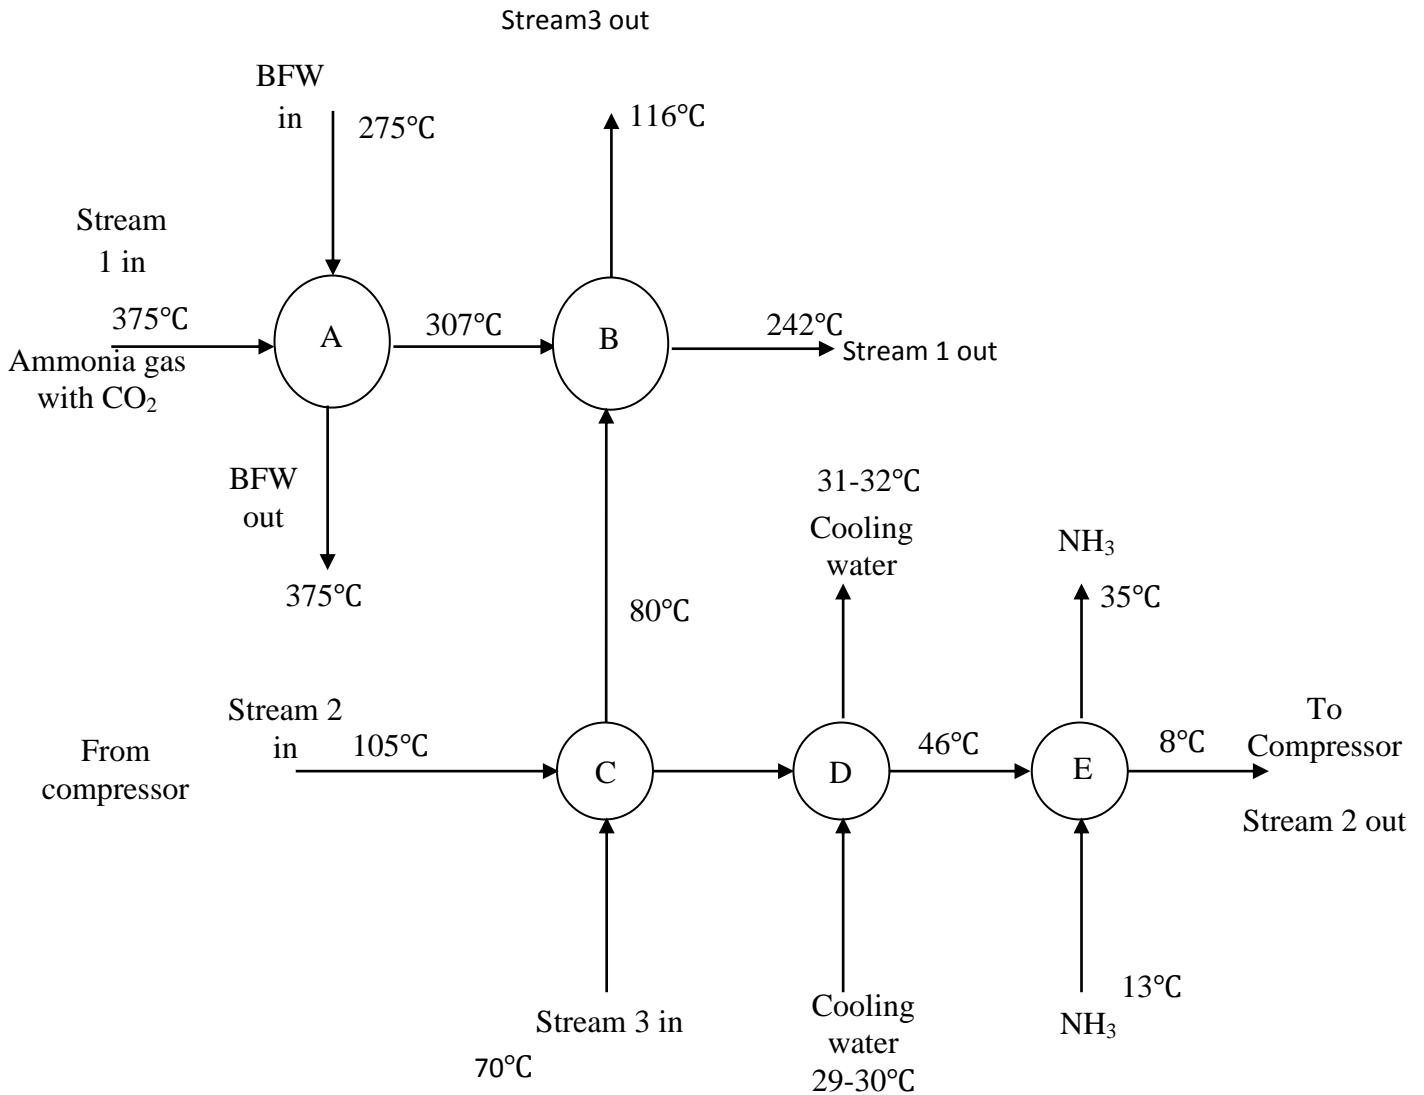 Stream3 out
BFW
in
275℃
116℃
Stream
1 in
375℃
Ammonia gas
with CO₂
A
307℃
B
242℃
Stream 1 out
BFW
out
375℃
80℃
31-32℃
Cooling
water
NH₃
35℃
From
compressor
Stream 2
in
105℃
C
D
46℃
E
8℃
To
Compressor
Stream 2 out
Stream 3 in
70℃
Cooling
water
29-30℃
13℃
NH₃